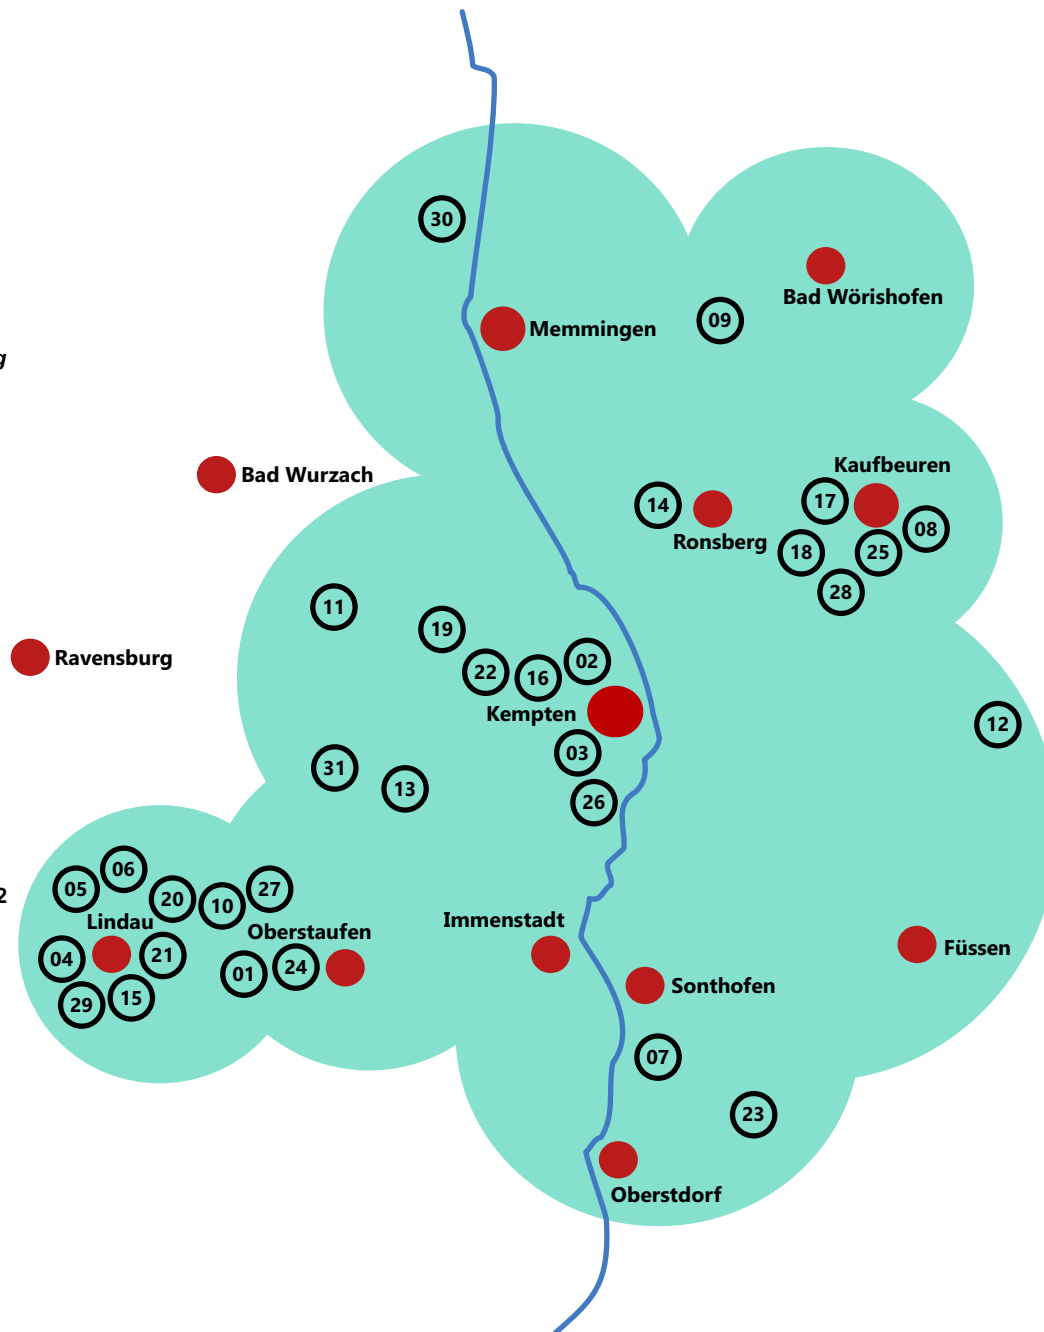 30
Bad Wörishofen
09
Memmingen
g
Kaufbeuren
Bad Wurzach
17
14
08
Ronsberg
18
25
28
11
19
02
Ravensburg
22
16
Kempten
12
03
31
13
26
06
05
27
2
20
10
Lindau
Immenstadt
Oberstaufen
Füssen
04
21
01
24
Sonthofen
29
15
07
23
Oberstdorf